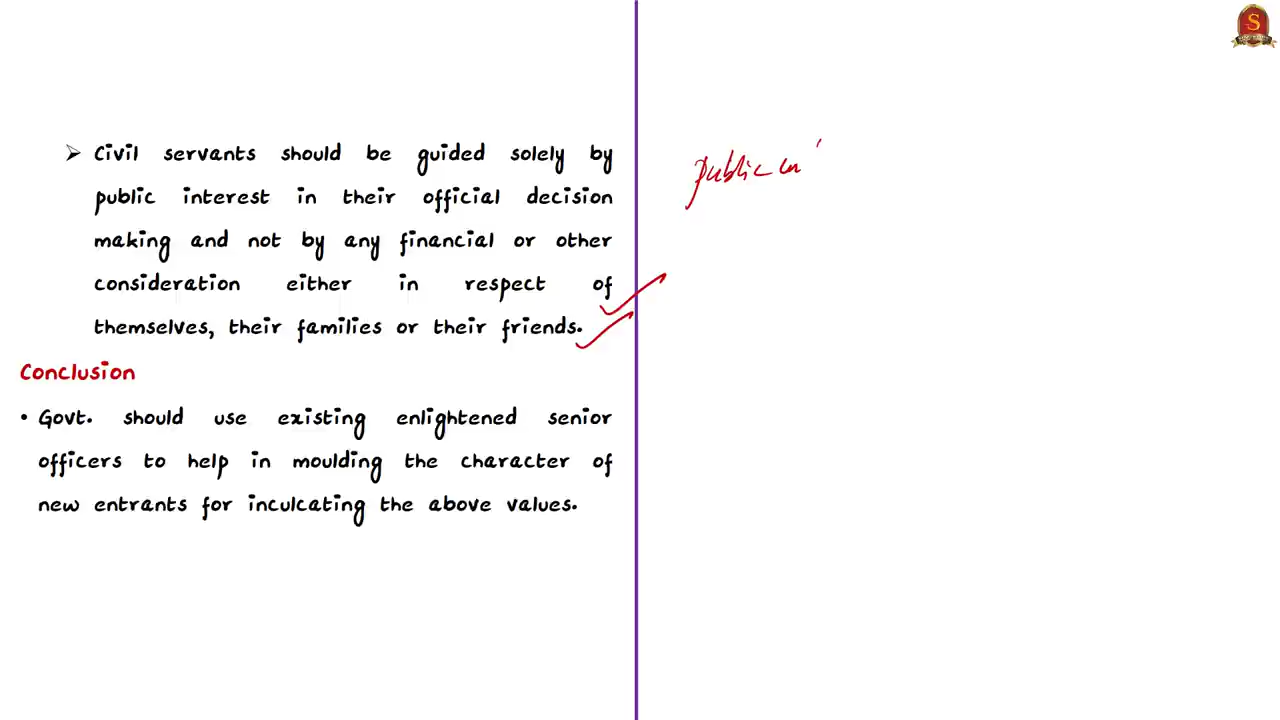 ➢ Civil servants should be guided solely by
public interest in their official decision
making and not by any financial or other
consideration either in respect of
themselves, their families or their friends.
Conclusion
• Govt. should use existing enlightened senior
officers to help in moulding the character of
new entrants for inculcating the above values.
S
public in